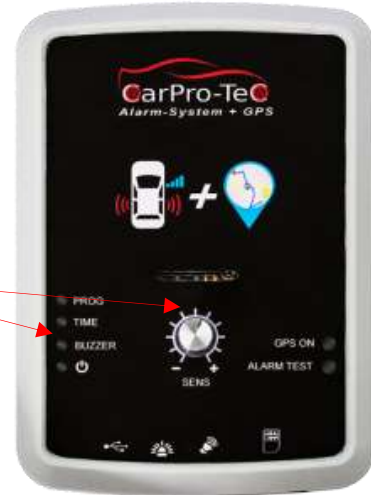 CarPro-TeC
Alarm-System + GPS
PROG
TIME
BUZZER
GPS ON
ALARM TEST
- +
SENS